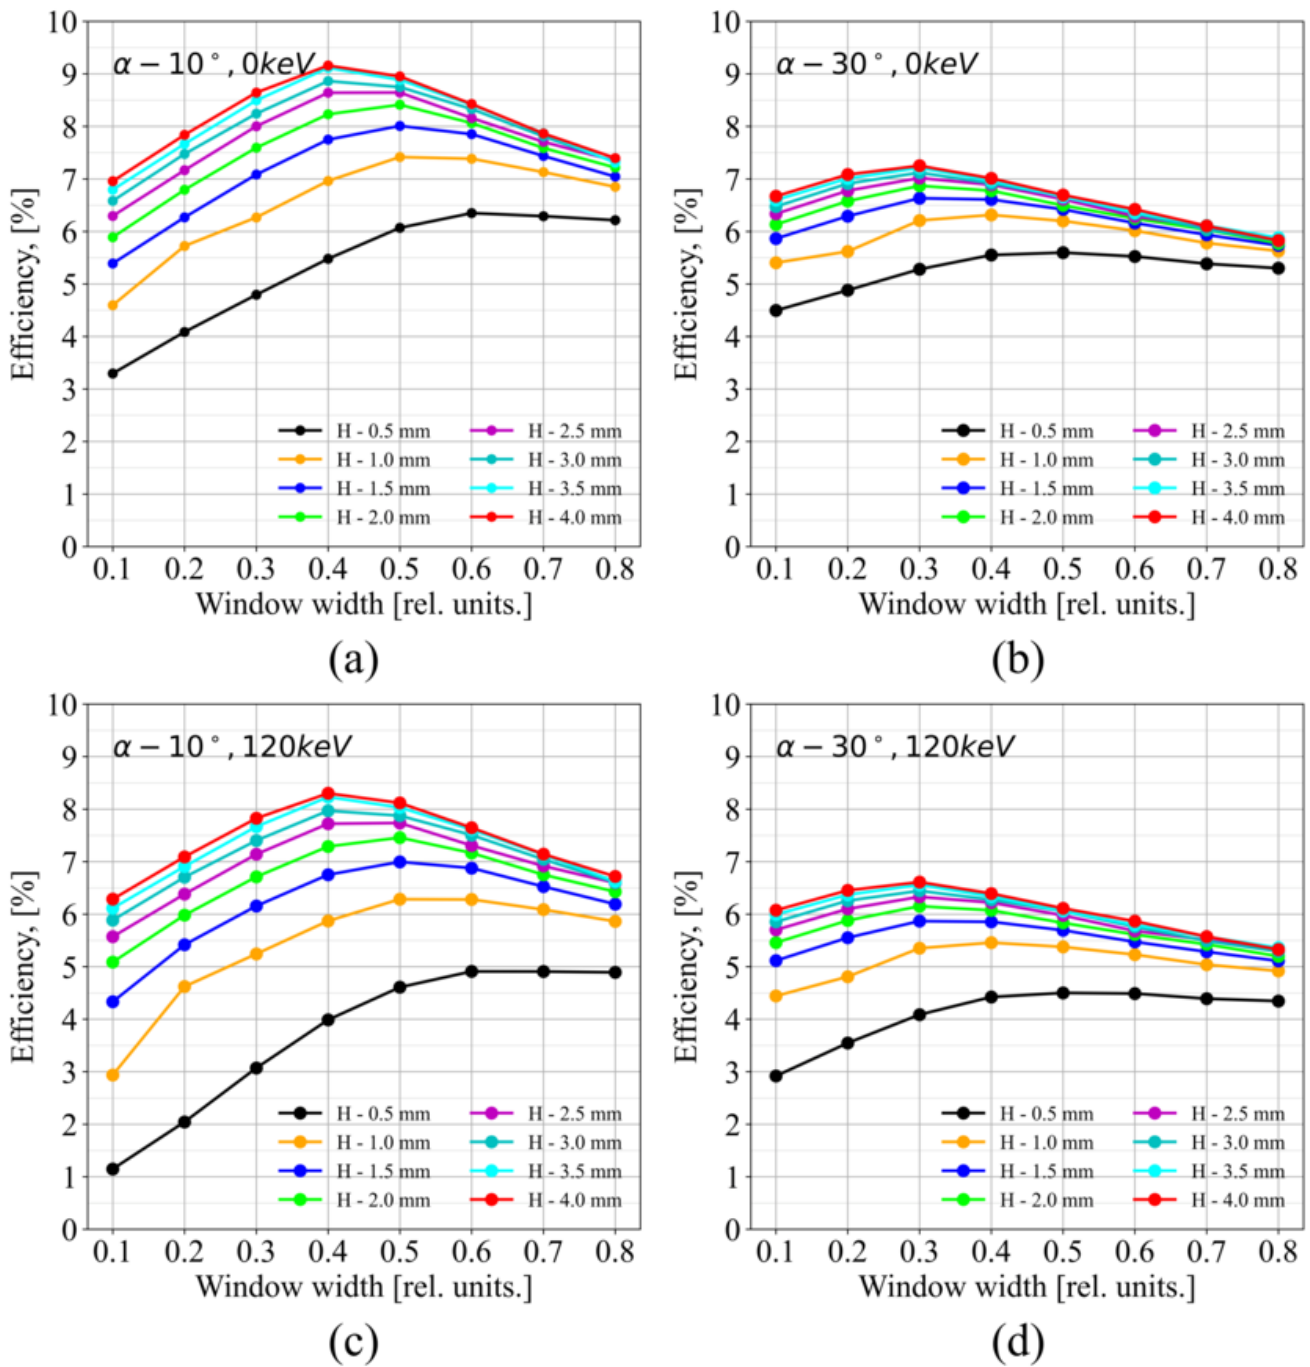 α − 10°, 0keV
Efficiency, [%]
10
9
8
7
6
5
4
3
2
1
0
H - 0.5 mm
H - 1.0 mm
H - 1.5 mm
H - 2.0 mm
H - 2.5 mm
H - 3.0 mm
H - 3.5 mm
H - 4.0 mm
0.1 0.2 0.3 0.4 0.5 0.6 0.7 0.8
Window width [rel. units.]
(a)
α − 30°, 0keV
Efficiency, [%]
10
9
8
7
6
5
4
3
2
1
0
H - 0.5 mm
H - 1.0 mm
H - 1.5 mm
H - 2.0 mm
H - 2.5 mm
H - 3.0 mm
H - 3.5 mm
H - 4.0 mm
0.1 0.2 0.3 0.4 0.5 0.6 0.7 0.8
Window width [rel. units.]
(b)
α − 10°, 120keV
Efficiency, [%]
10
9
8
7
6
5
4
3
2
1
0
H - 0.5 mm
H - 1.0 mm
H - 1.5 mm
H - 2.0 mm
H - 2.5 mm
H - 3.0 mm
H - 3.5 mm
H - 4.0 mm
0.1 0.2 0.3 0.4 0.5 0.6 0.7 0.8
Window width [rel. units.]
(c)
α − 30°, 120keV
Efficiency, [%]
10
9
8
7
6
5
4
3
2
1
0
H - 0.5 mm
H - 1.0 mm
H - 1.5 mm
H - 2.0 mm
H - 2.5 mm
H - 3.0 mm
H - 3.5 mm
H - 4.0 mm
0.1 0.2 0.3 0.4 0.5 0.6 0.7 0.8
Window width [rel. units.]
(d)